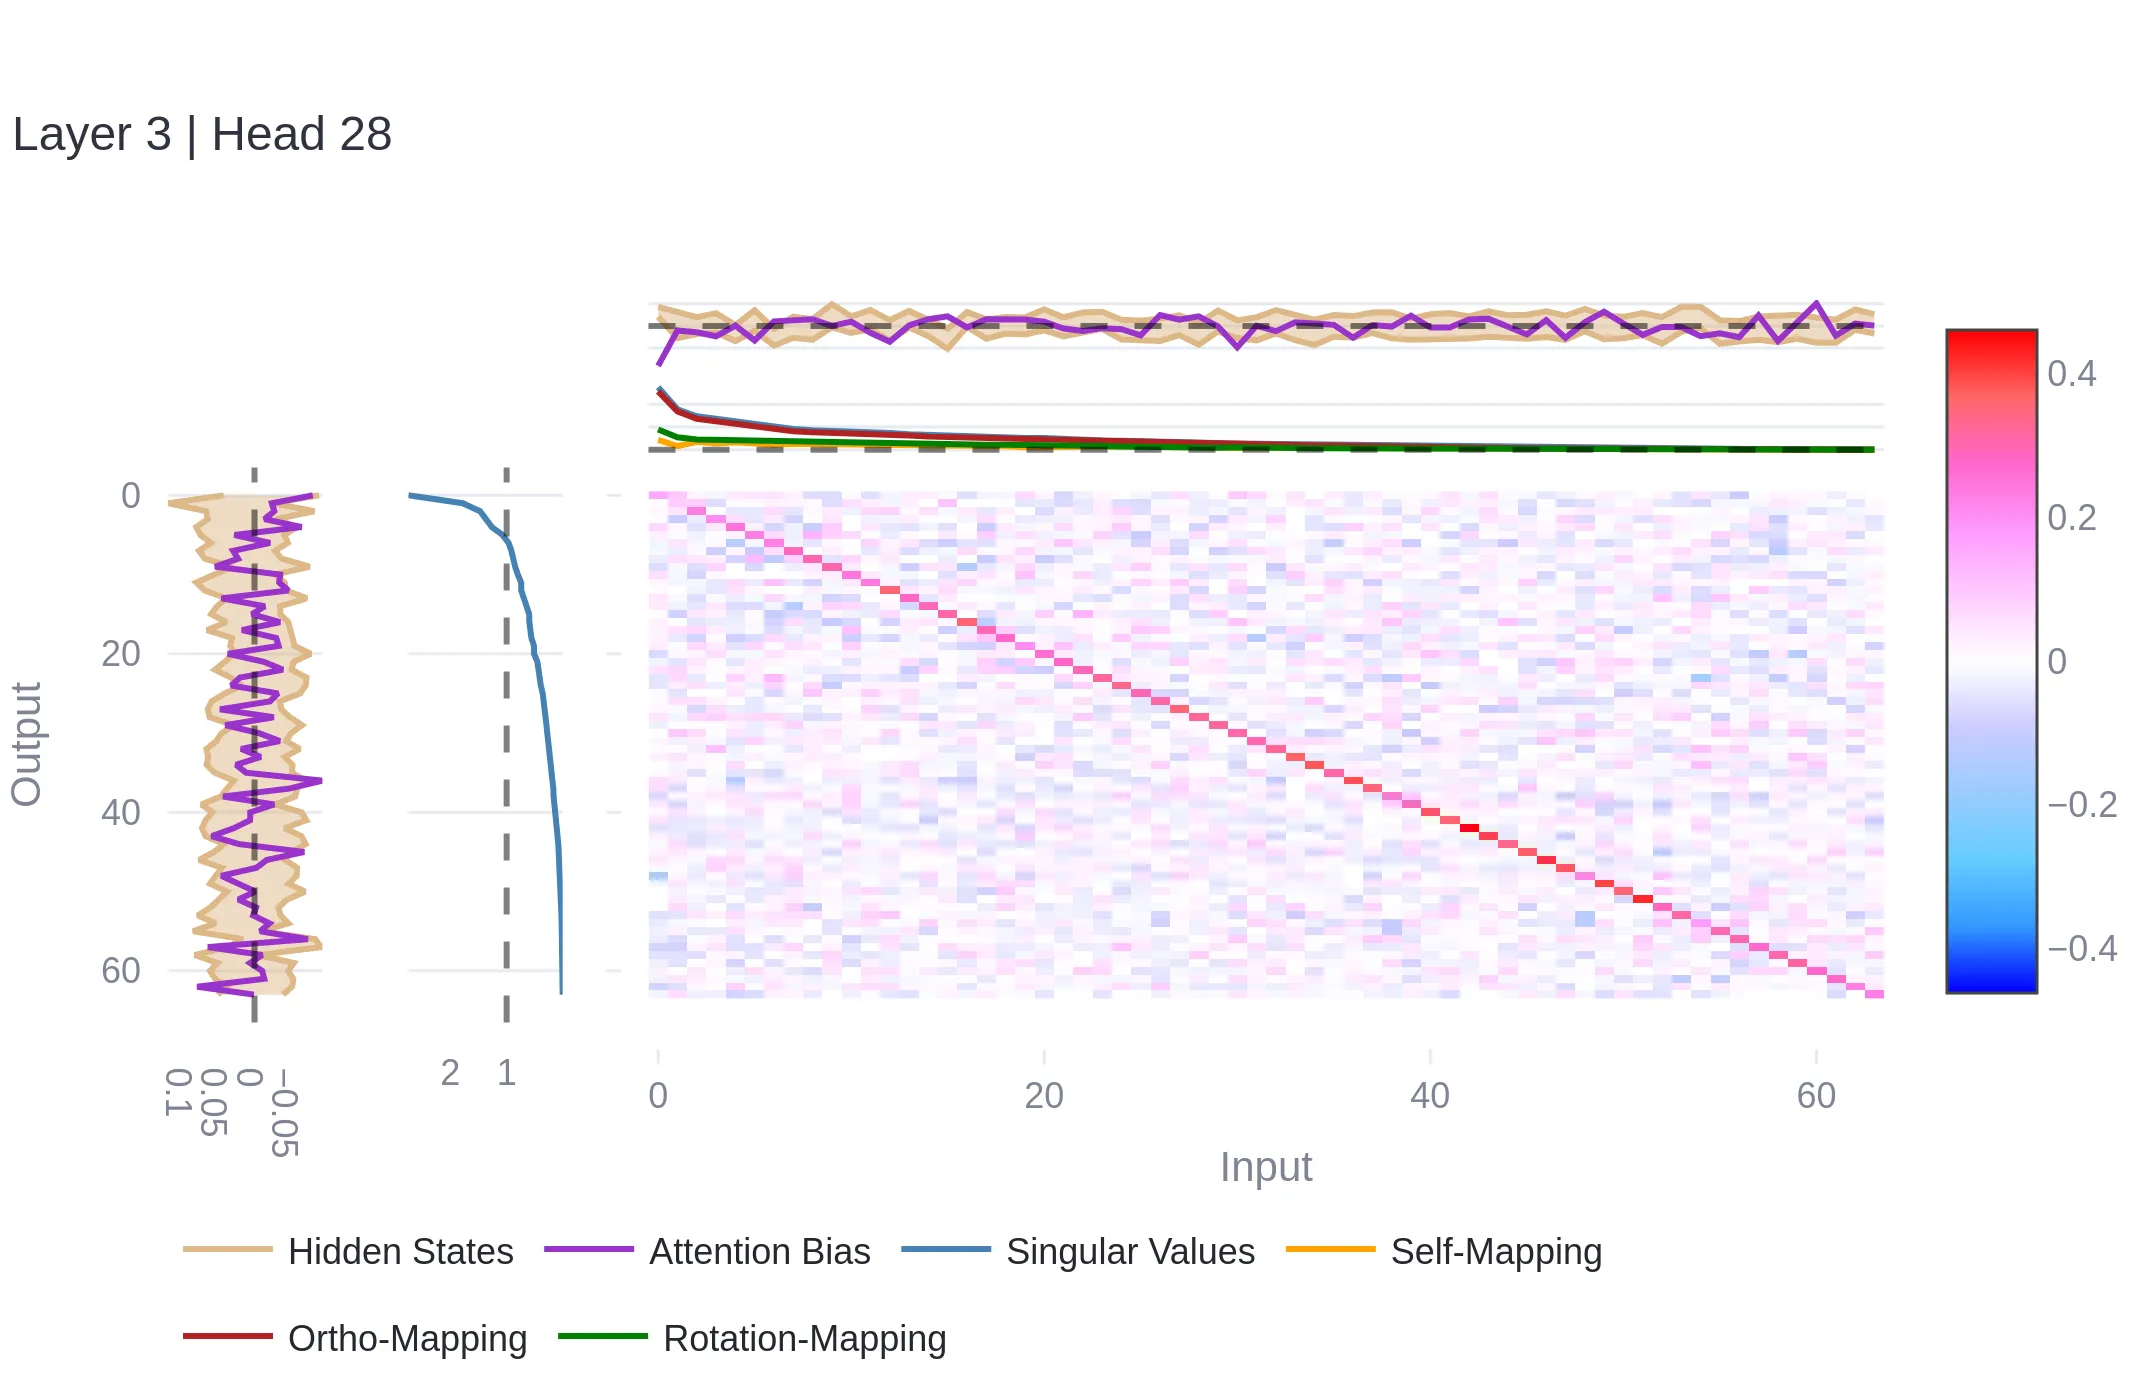 Layer 3 | Head 28
0
20
40
60
Output
0.1
0.05
0
−0.05
2
1
0
20
40
60
Input
0.4
0.2
0
−0.2
−0.4
Hidden States
Attention Bias
Singular Values
Self-Mapping
Ortho-Mapping
Rotation-Mapping